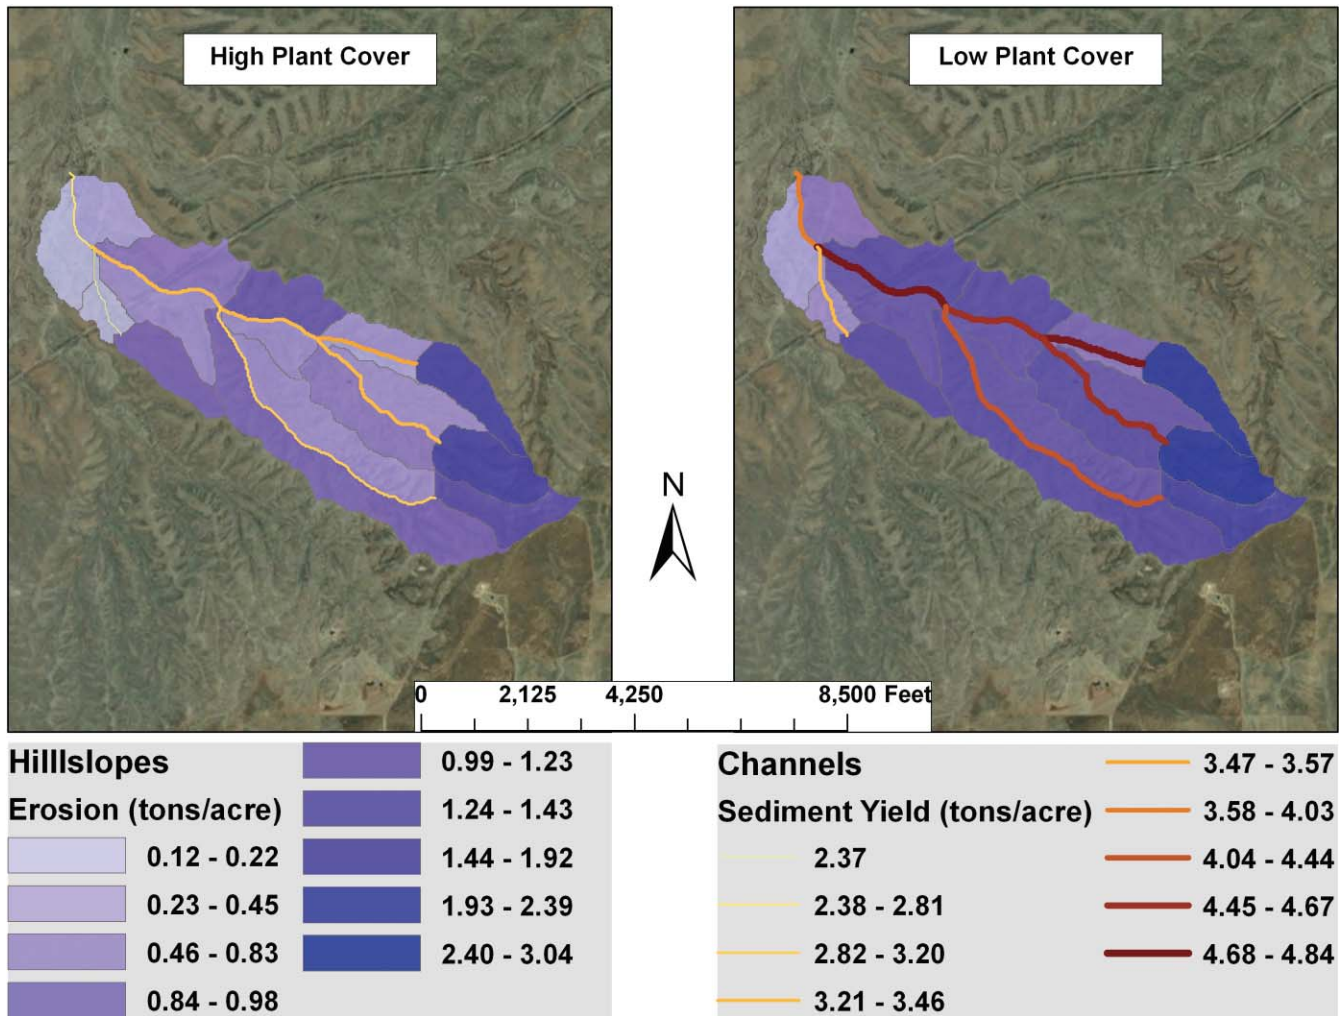 High Plant Cover
Low Plant Cover
N
0 2,125 4,250 8,500 Feet
Hilllslopes
Erosion (tons/acre)
0.12 - 0.22
0.23 - 0.45
0.46 - 0.83
0.84 - 0.98
0.99 - 1.23
1.24 - 1.43
1.44 - 1.92
1.93 - 2.39
2.40 - 3.04
Channels
Sediment Yield (tons/acre)
2.37
2.38 - 2.81
2.82 - 3.20
3.21 - 3.46
3.47 - 3.57
3.58 - 4.03
4.04 - 4.44
4.45 - 4.67
4.68 - 4.84